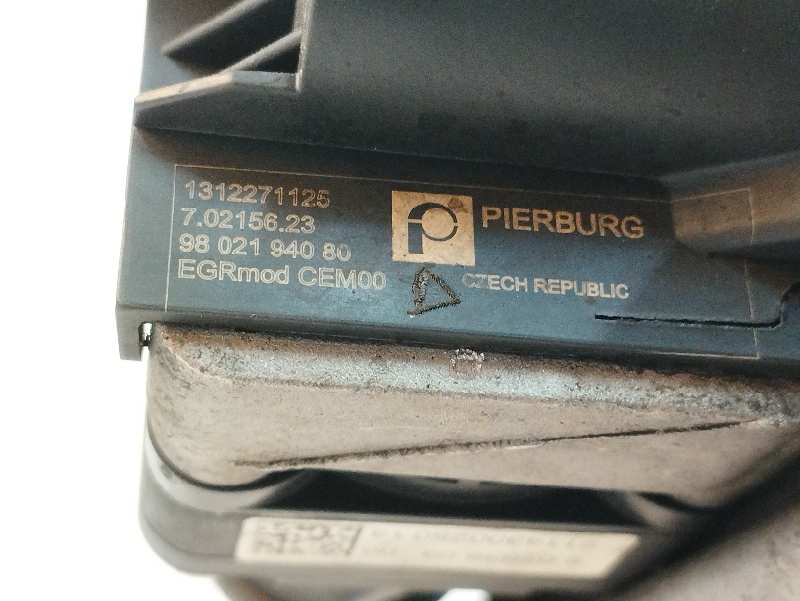 1312271125
7.02156.23
98 021 940 80
EGRmod CEM00
PIERBURG
CZECH REPUBLIC